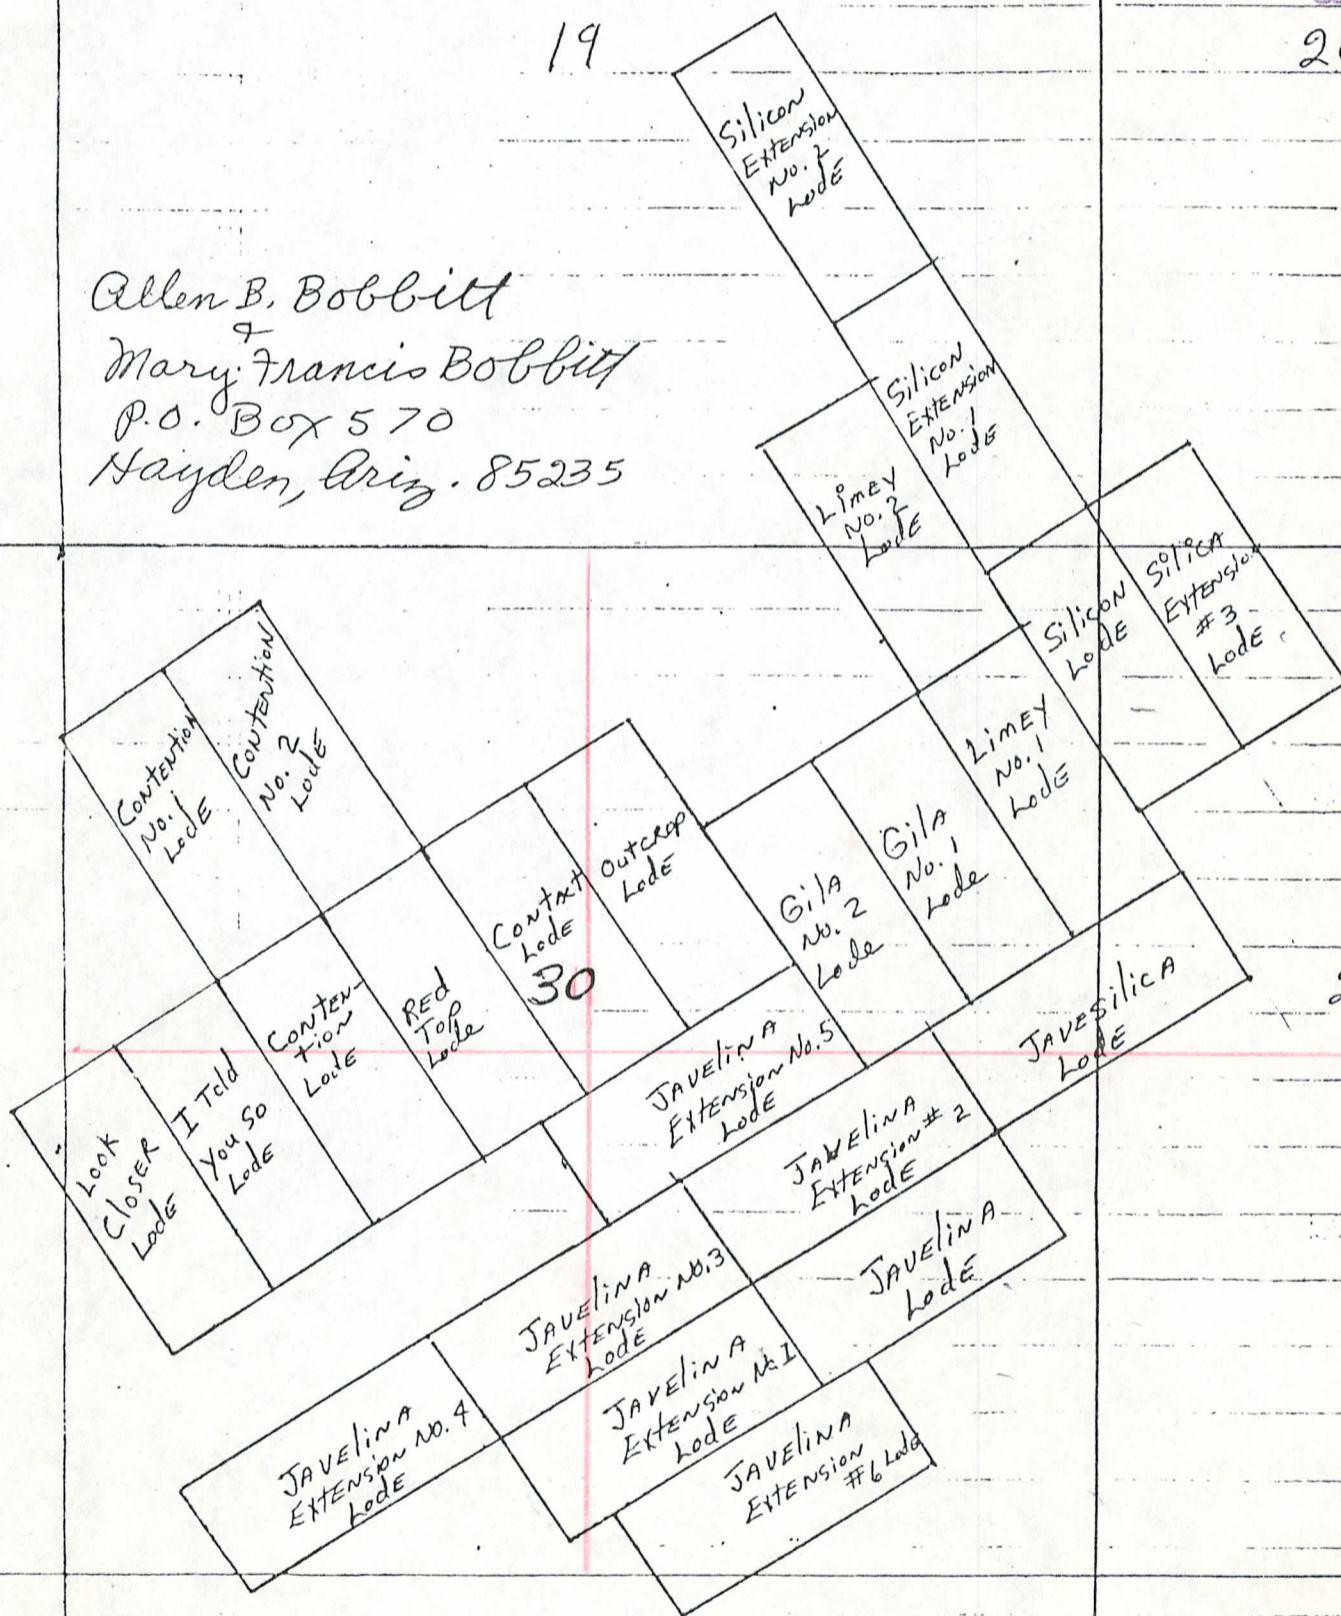 19
Silicon
Extension
No. 2
Lode
Allen B. Bobbitt
&
Mary Francis Bobbitt
P.O. Box 570
Hayden, Ariz. 85235
Silicon
Extension
No. 1
Lode
Limey
No. 2
Lode
Silicon
Lode
Silica
Extension
#3
Lode
Contention
No. 1
Lode
Contention
No. 2
Lode
Limey
No. 1
Lode
Gila
No. 1
Lode
Gila
No. 2
Lode
Outcrop
Lode
Contact
Lode
30
Red
Top
Lode
Conten-
tion
Lode
I Told
You So
Lode
Look
Closer
Lode
Javelina
Extension No. 5
Lode
JaveSilica
Lode
Javelina
Extension # 2
Lode
Javelina
Lode
Javelina
Extension No. 3
Lode
Javelina
Extension No. 1
Lode
Javelina
Extension No. 4
Lode
Javelina
Extension
#6 Lode